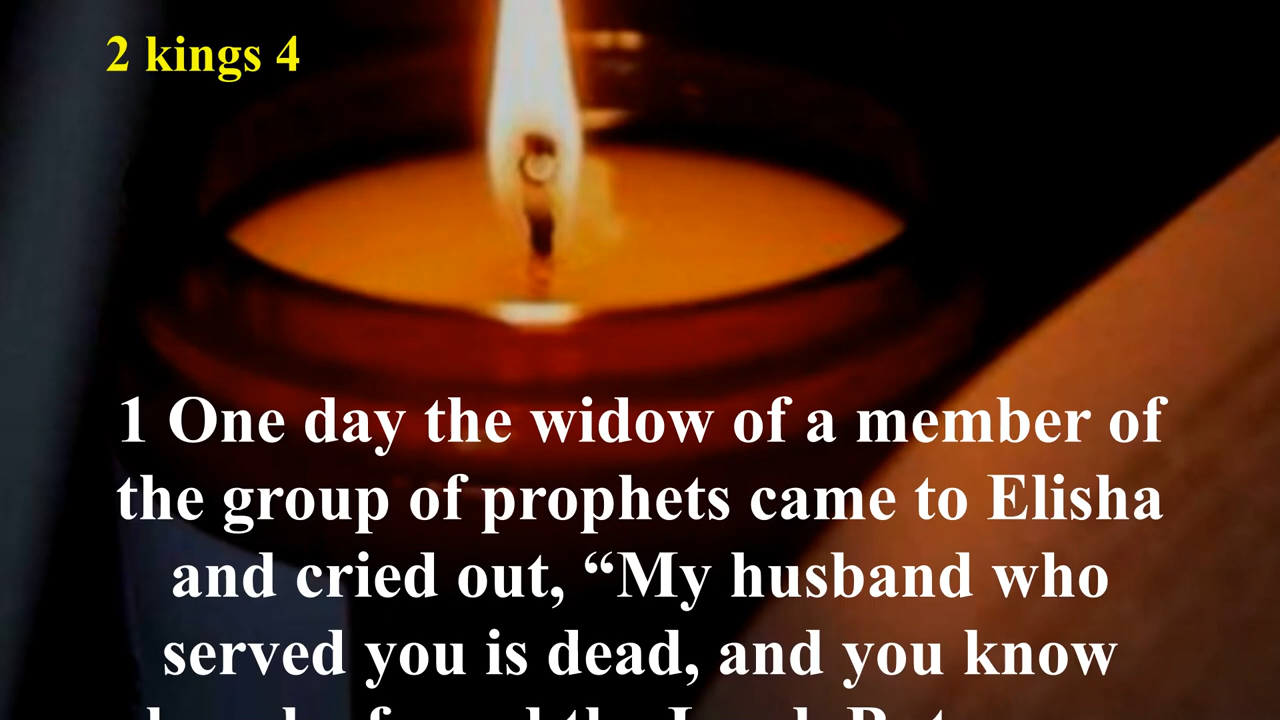 2 kings 4
1 One day the widow of a member of
the group of prophets came to Elisha
and cried out, “My husband who
served you is dead, and you know